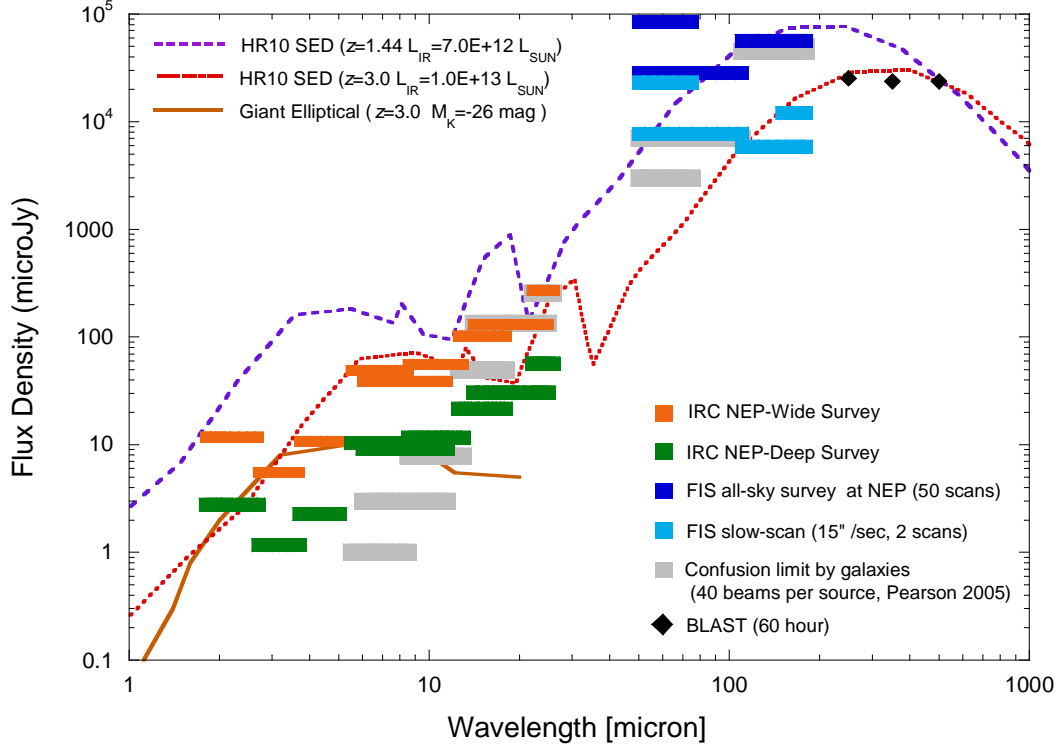 HR10 SED (z=1.44 L_IR=7.0E+12 L_SUN)
HR10 SED (z=3.0 L_IR=1.0E+13 L_SUN)
Giant Elliptical ( z=3.0 M_K=-26 mag )
Flux Density (microJy)
10^5
10^4
1000
100
10
1
0.1
IRC NEP-Wide Survey
IRC NEP-Deep Survey
FIS all-sky survey at NEP (50 scans)
FIS slow-scan (15" /sec, 2 scans)
Confusion limit by galaxies
(40 beams per source, Pearson 2005)
BLAST (60 hour)
1
10
100
1000
Wavelength [micron]